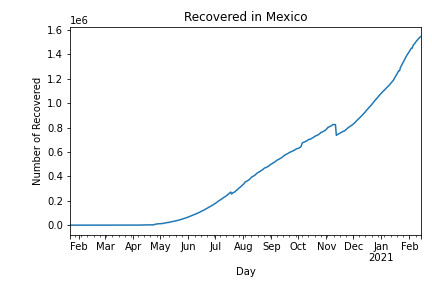 Recovered in Mexico
1e6
1.6
1.4
1.2
1.0
0.8
0.6
0.4
0.2
0.0
Number of Recovered
Feb Mar Apr May Jun Jul Aug Sep Oct Nov Dec Jan Feb
2021
Day